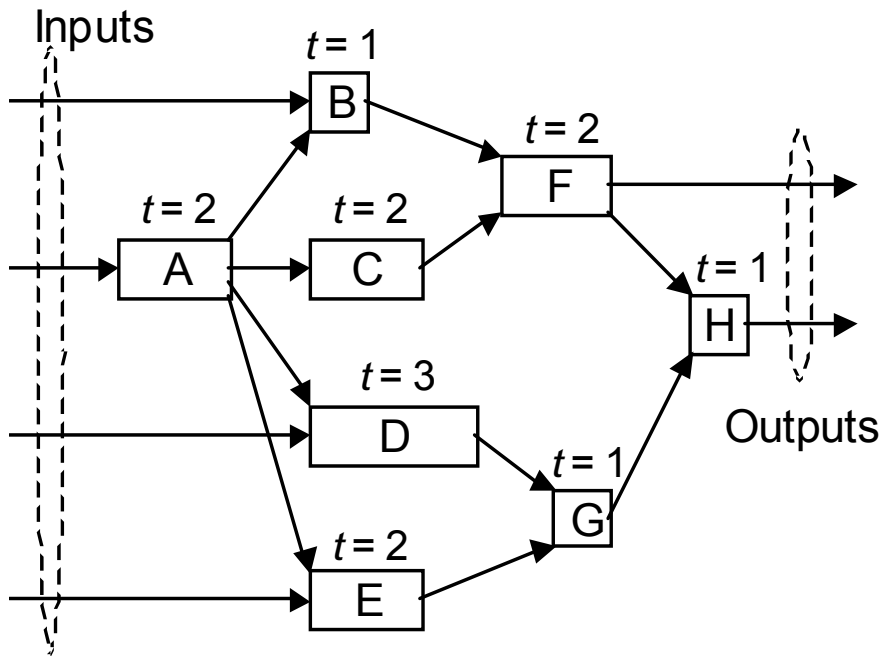 Inputs
t = 1
B
t = 2
F
t = 2
t = 2
A
C
t = 1
H
t = 3
D
Outputs
t = 1
G
t = 2
E